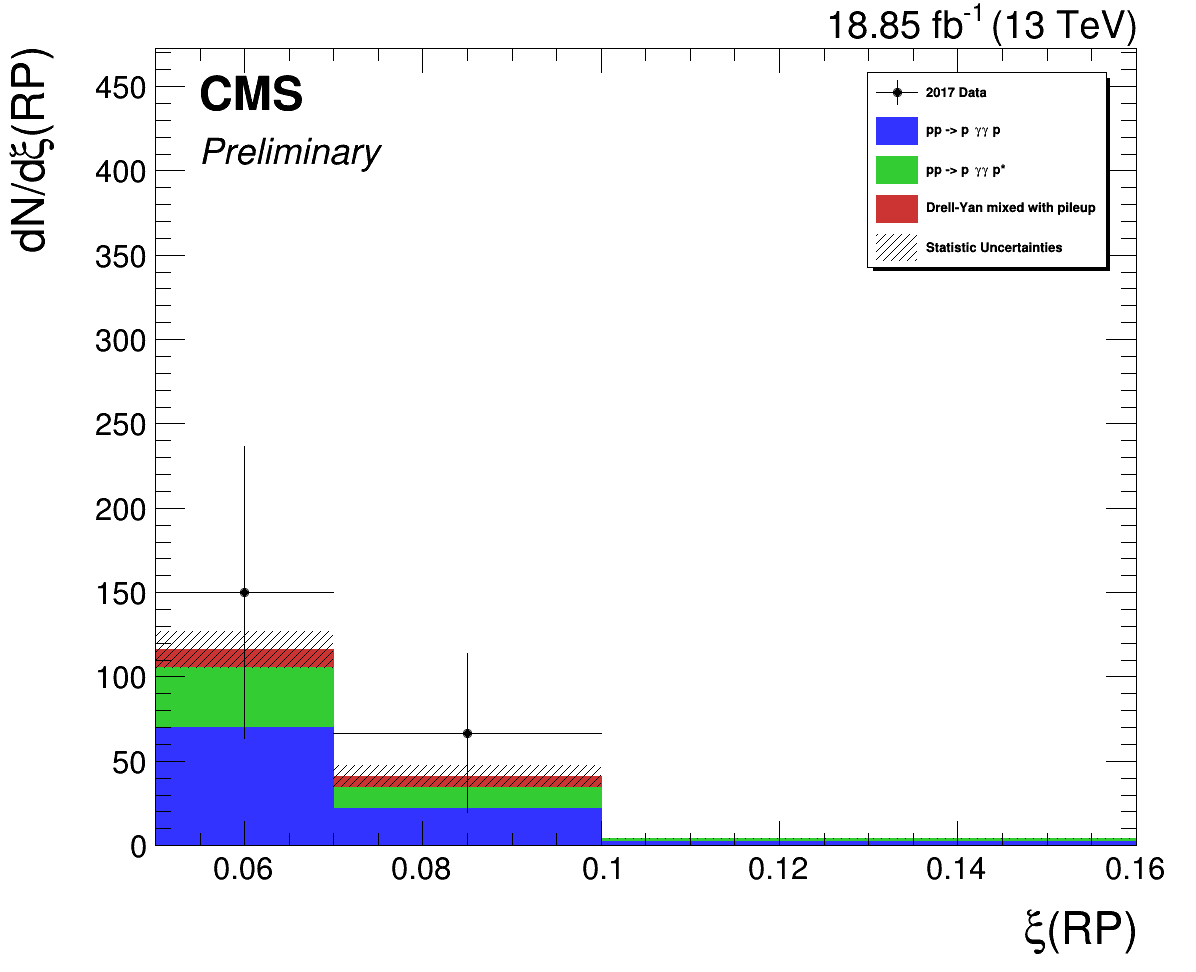 18.85 fb⁻¹ (13 TeV)
dN/dξ(RP)
CMS
Preliminary
2017 Data
pp -> p γγ p
pp -> p γγ p*
Drell-Yan mixed with pileup
Statistic Uncertainties
450
400
350
300
250
200
150
100
50
0
0.06 0.08 0.1 0.12 0.14 0.16
ξ(RP)